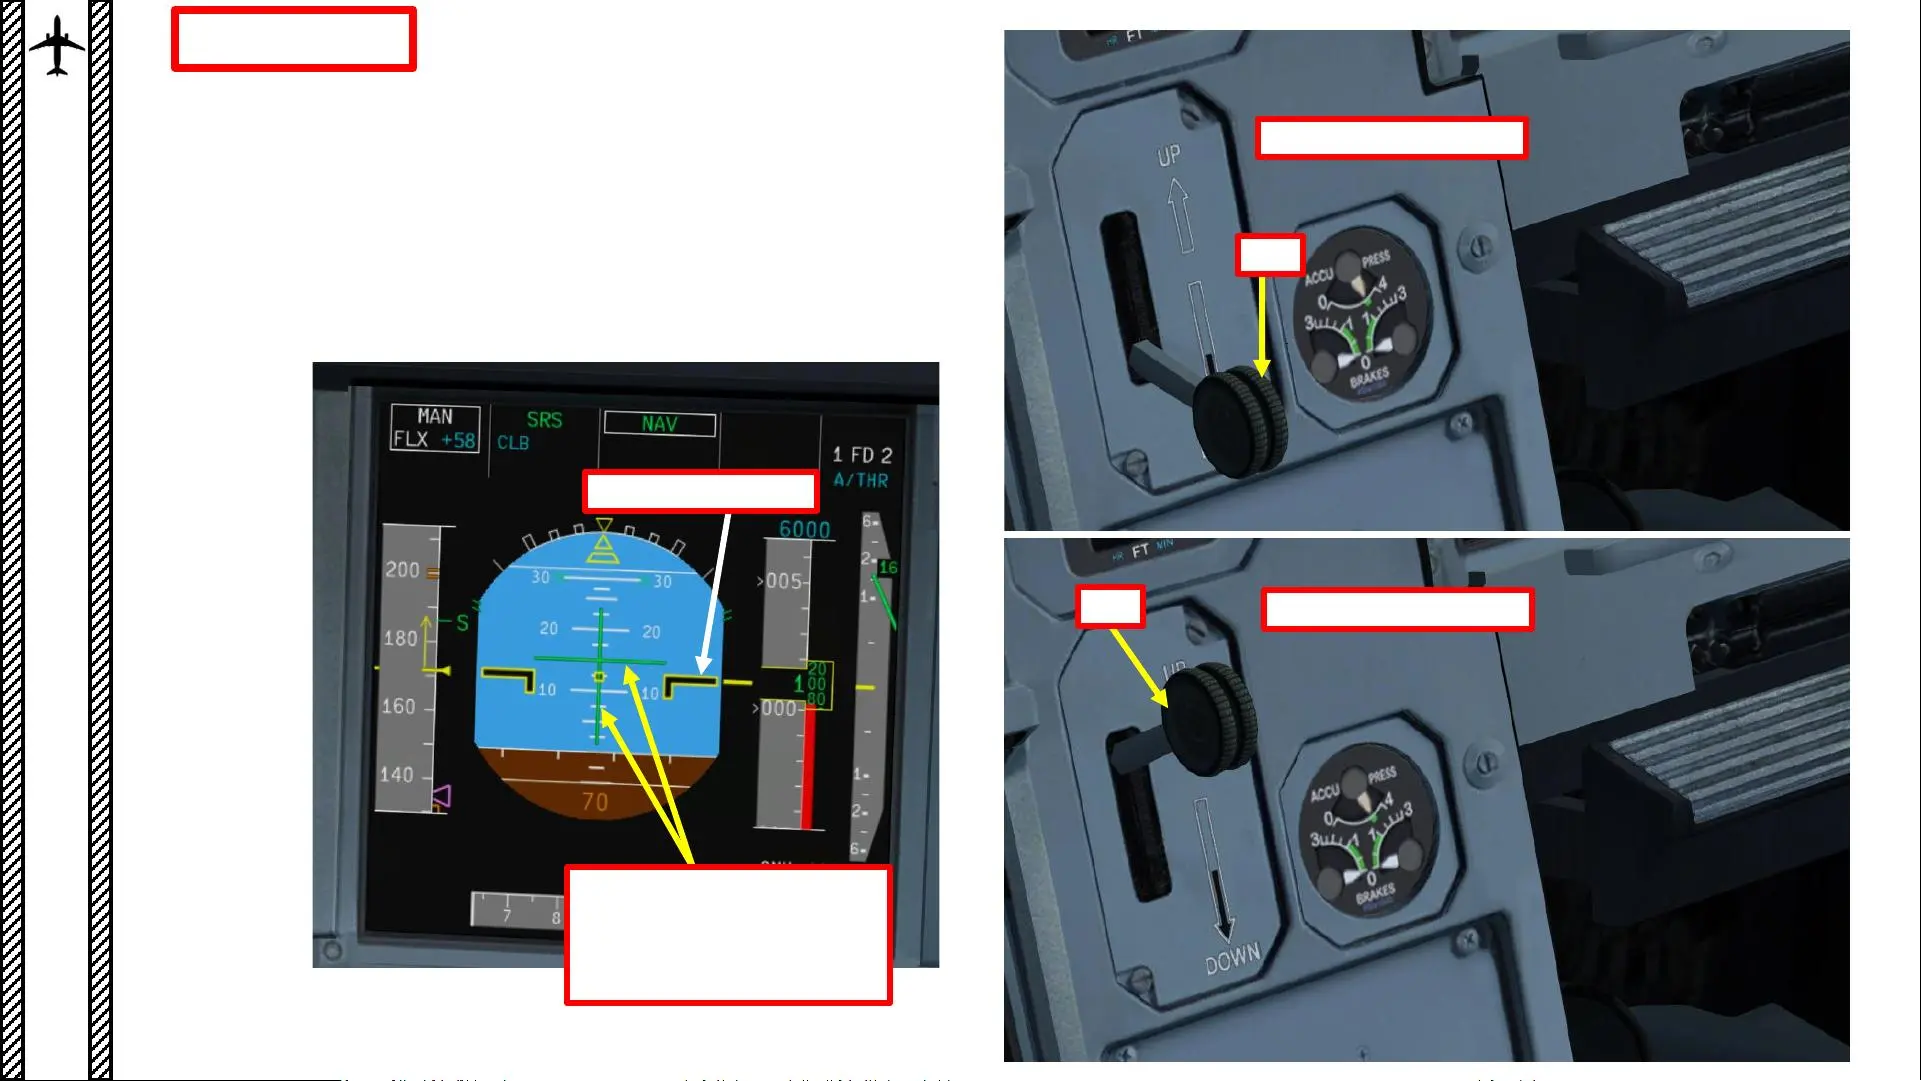 MAN
FLX +58
SRS
CLB
NAV
1 FD 2
A/THR
6000
200
180
160
140
S
30 30
20 20
10 10
70
005
000
1
20
00
80
6
2
1
16
1
2
6
7 8
FT
UP
ACCU PRESS
0 4
3 1 1 3
0
BRAKES
HR FT MIN
UP
DOWN
ACCU PRESS
0 4
3 1 1 3
0
BRAKES